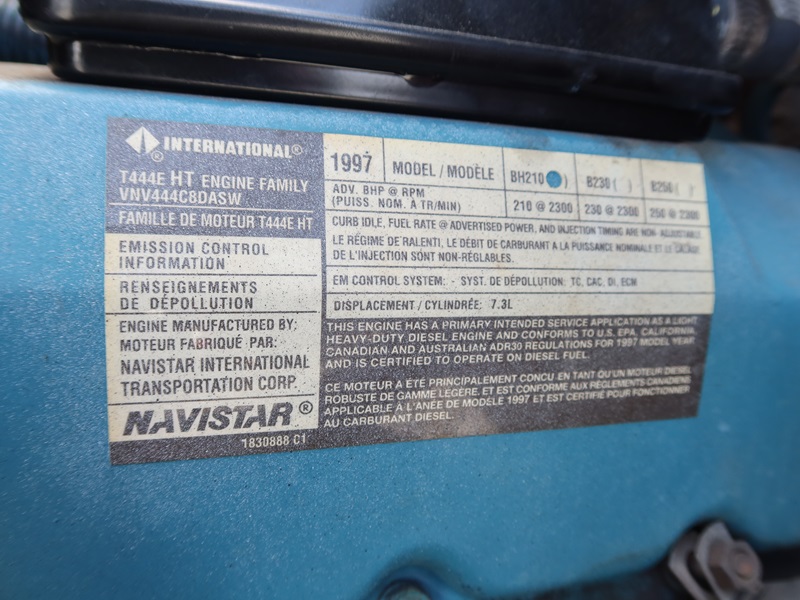 INTERNATIONAL®
T444E HT ENGINE FAMILY
VNV444C8DASW
FAMILLE DE MOTEUR T444E HT
EMISSION CONTROL
INFORMATION
RENSEIGNEMENTS
DE DÉPOLLUTION
ENGINE MANUFACTURED BY:
MOTEUR FABRIQUÉ PAR:
NAVISTAR INTERNATIONAL
TRANSPORTATION CORP.
NAVISTAR®
1830888 C1
1997 MODEL / MODÈLE BH210 ( ) B230 ( ) B250 ( )
ADV. BHP @ RPM
(PUISS. NOM. À TR/MIN) 210 @ 2300 230 @ 2300 250 @ 2300
CURB IDLE, FUEL RATE @ ADVERTISED POWER, AND INJECTION TIMING ARE NON-ADJUSTABLE.
LE RÉGIME DE RALENTI, LE DÉBIT DE CARBURANT A LA PUISSANCE NOMINALE ET LE CALAGE
DE L'INJECTION SONT NON-RÉGLABLES.
EM CONTROL SYSTEM: - SYST. DE DÉPOLLUTION: TC, CAC, DI, ECM
DISPLACEMENT / CYLINDRÉE: 7.3L
THIS ENGINE HAS A PRIMARY INTENDED SERVICE APPLICATION AS A LIGHT
HEAVY-DUTY DIESEL ENGINE AND CONFORMS TO U.S. EPA, CALIFORNIA,
CANADIAN AND AUSTRALIAN ADR30 REGULATIONS FOR 1997 MODEL YEAR
AND IS CERTIFIED TO OPERATE ON DIESEL FUEL.
CE MOTEUR A ÉTÉ PRINCIPALEMENT CONCU EN TANT QU'UN MOTEUR DIESEL
ROBUSTE DE GAMME LEGÈRE. ET EST CONFORME AUX RÈGLEMENTS CANADIENS
APPLICABLE À L'ANÉE DE MODÈLE 1997 ET EST CERTIFIÉ POUR FONCTIONNER
AU CARBURANT DIESEL.